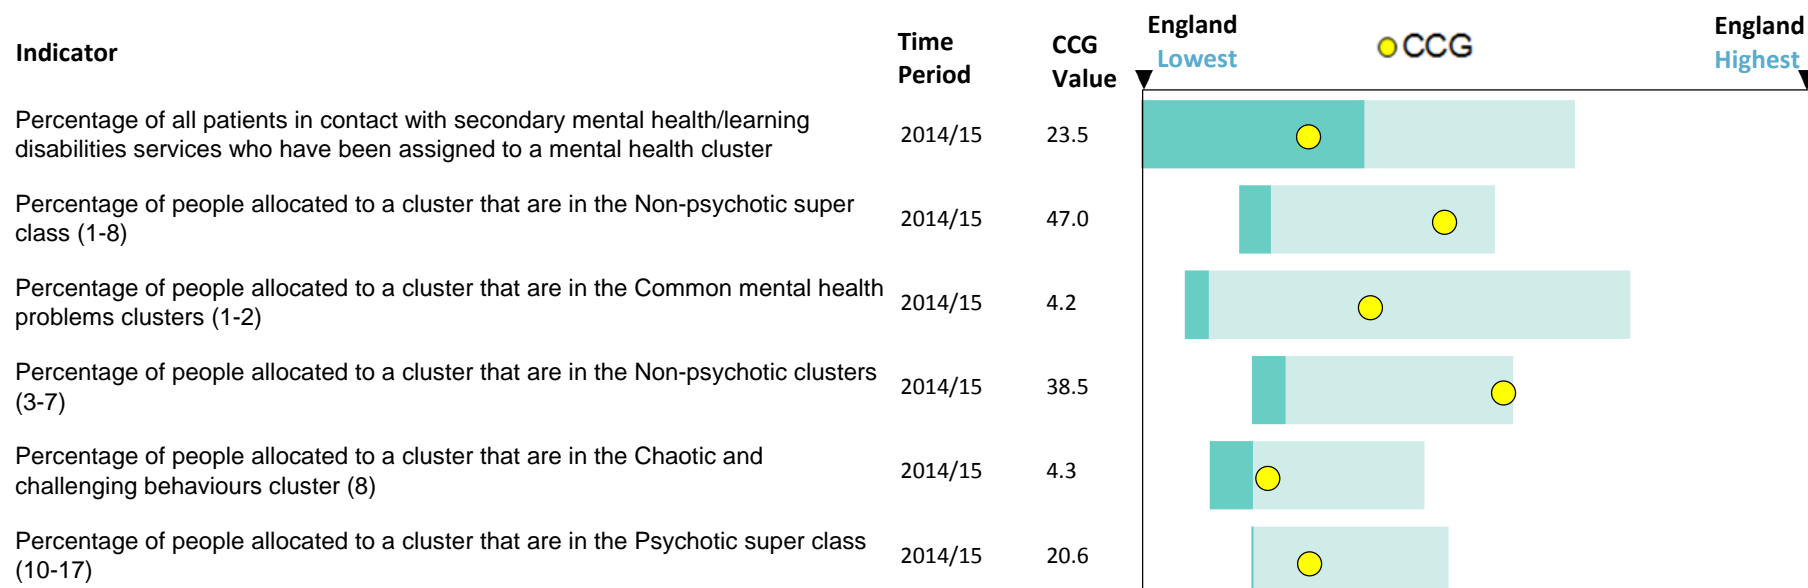 Indicator
Time Period
CCG Value
England Lowest
CCG
England Highest
Percentage of all patients in contact with secondary mental health/learning
disabilities services who have been assigned to a mental health cluster
2014/15
23.5
Percentage of people allocated to a cluster that are in the Non-psychotic super
class (1-8)
2014/15
47.0
Percentage of people allocated to a cluster that are in the Common mental health
problems clusters (1-2)
2014/15
4.2
Percentage of people allocated to a cluster that are in the Non-psychotic clusters
(3-7)
2014/15
38.5
Percentage of people allocated to a cluster that are in the Chaotic and
challenging behaviours cluster (8)
2014/15
4.3
Percentage of people allocated to a cluster that are in the Psychotic super class
(10-17)
2014/15
20.6